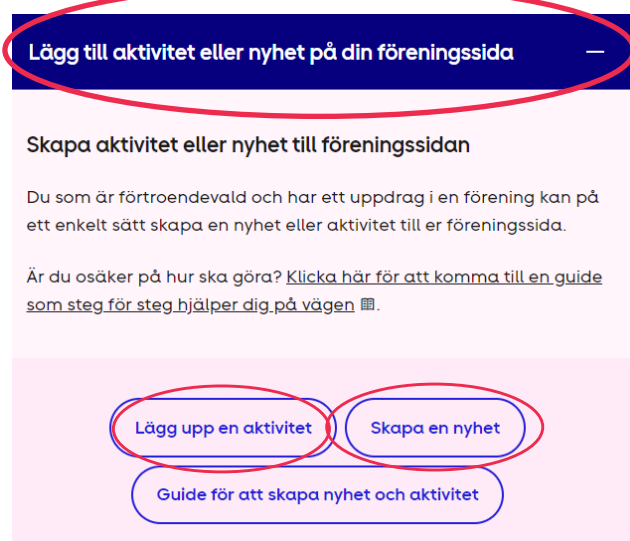 Lägg till aktivitet eller nyhet på din föreningssida
Skapa aktivitet eller nyhet till föreningssidan
Du som är förtroendevald och har ett uppdrag i en förening kan på
ett enkelt sätt skapa en nyhet eller aktivitet till er föreningssida.
Är du osäker på hur ska göra? Klicka här för att komma till en guide
som steg för steg hjälper dig på vägen.
Lägg upp en aktivitet
Skapa en nyhet
Guide för att skapa nyhet och aktivitet